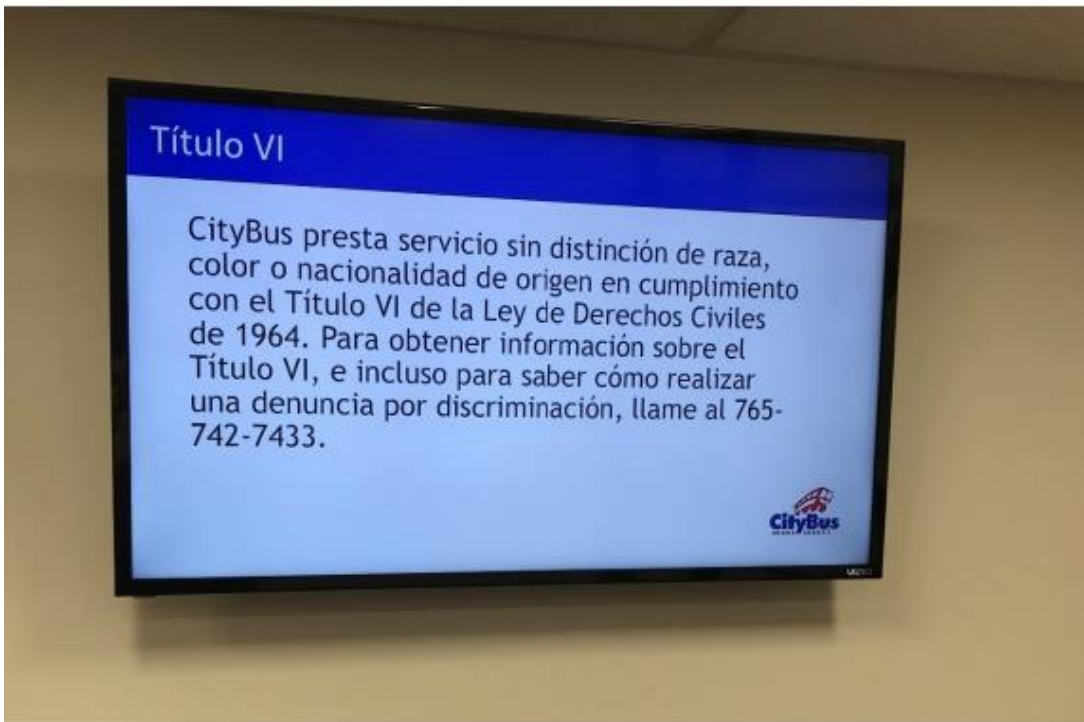 Título VI
CityBus presta servicio sin distinción de raza,
color o nacionalidad de origen en cumplimiento
con el Título VI de la Ley de Derechos Civiles
de 1964. Para obtener información sobre el
Título VI, e incluso para saber cómo realizar
una denuncia por discriminación, llame al 765-
742-7433.
CityBus